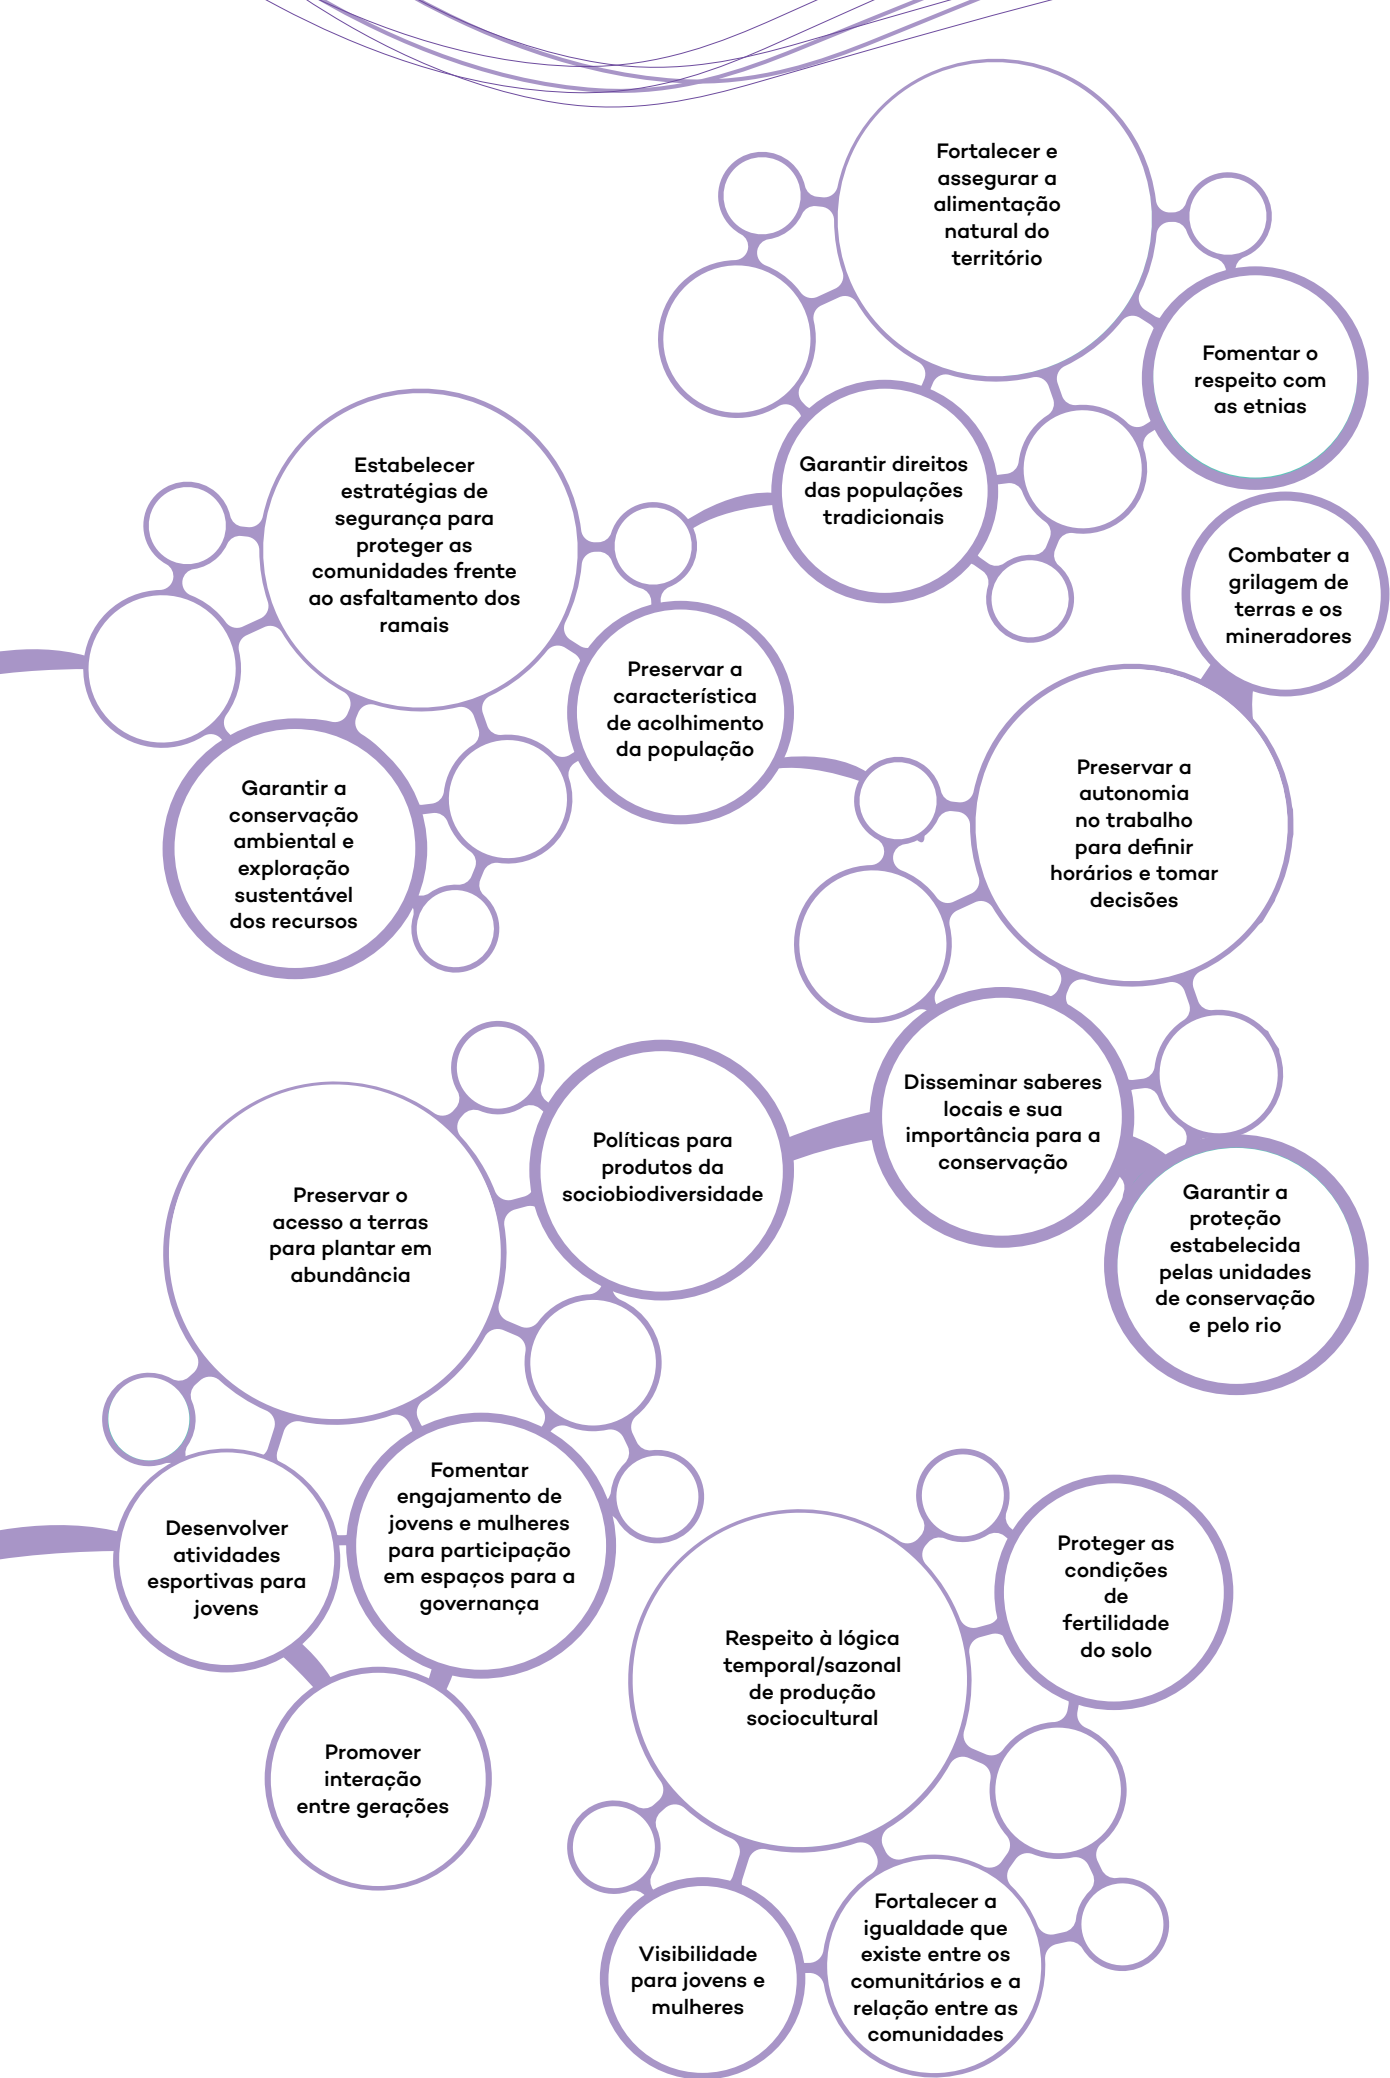 Fortalecer e
assegurar a
alimentação
natural do
território
Fomentar o
respeito com
as etnias
Garantir direitos
das populações
tradicionais
Estabelecer
estratégias de
segurança para
proteger as
comunidades frente
ao asfaltamento dos
ramais
Combater a
grilagem de
terras e os
mineradores
Preservar a
característica
de acolhimento
da população
Garantir a
conservação
ambiental e
exploração
sustentável
dos recursos
Preservar a
autonomia
no trabalho
para definir
horários e tomar
decisões
Disseminar saberes
locais e sua
importância para a
conservação
Políticas para
produtos da
sociobiodiversidade
Garantir a
proteção
estabelecida
pelas unidades
de conservação
e pelo rio
Preservar o
acesso a terras
para plantar em
abundância
Fomentar
engajamento de
jovens e mulheres
para participação
em espaços para a
governança
Desenvolver
atividades
esportivas para
jovens
Promover
interação
entre gerações
Proteger as
condições
de
fertilidade
do solo
Respeito à lógica
temporal/sazonal
de produção
sociocultural
Visibilidade
para jovens e
mulheres
Fortalecer a
igualdade que
existe entre os
comunitários e a
relação entre as
comunidades